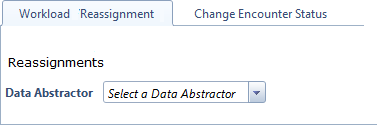 Workload Reassignment Change Encounter Status
Reassignments
Data Abstractor Select a Data Abstractor